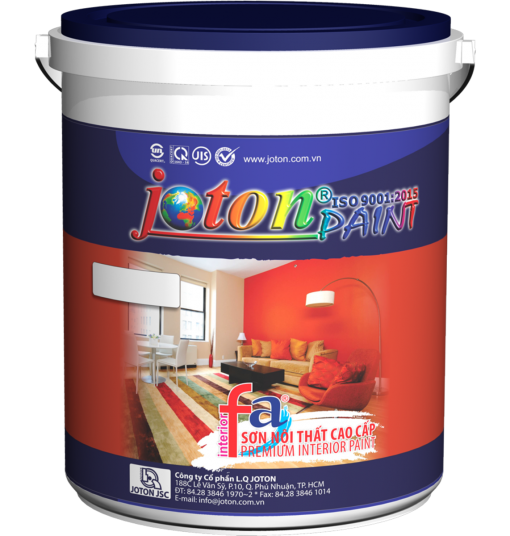 JIS
www.joton.com.vn
joton®
ISO 9001:2015
PAINT
interior
fa®
SƠN NỘI THẤT CAO CẤP
PREMIUM INTERIOR PAINT
JOTON JSC
Công ty Cổ phần L.Q JOTON
188C Lê Văn Sỹ, P.10, Q. Phú Nhuận, TP. HCM
ĐT: 84.28 3846 1970~2 * Fax: 84.28 3846 1014
E-mail: info@joton.com.vn